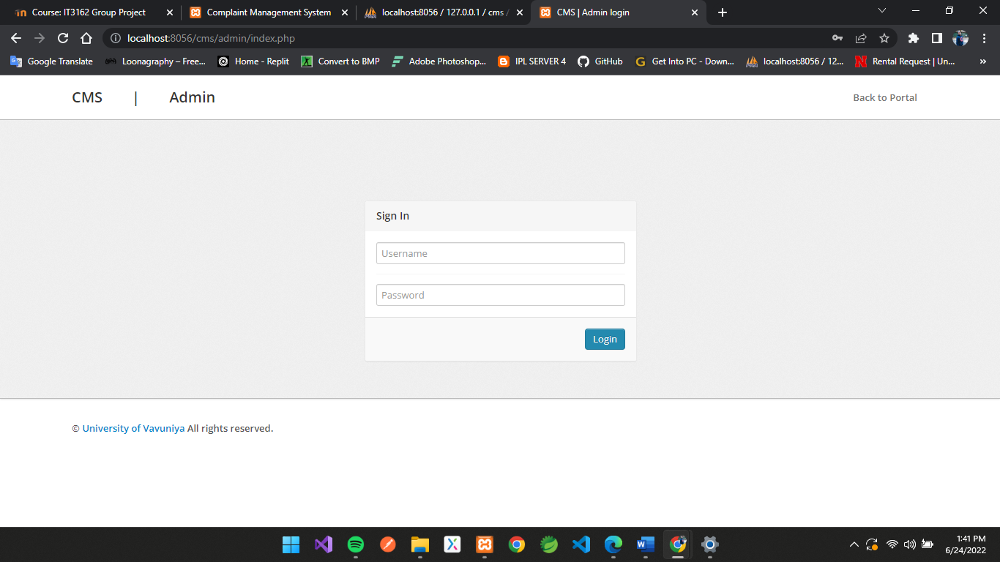 Course: IT3162 Group Project
Complaint Management System
localhost:8056 / 127.0.0.1 / cms /
CMS | Admin login
localhost:8056/cms/admin/index.php
Google Translate
Loonagraphy – Free...
Home - Replit
Convert to BMP
Adobe Photoshop...
IPL SERVER 4
GitHub
Get Into PC - Down...
localhost:8056 / 12...
Rental Request | Un...
»
CMS | Admin
Back to Portal
Sign In
Username
Password
Login
© University of Vavuniya All rights reserved.
1:41 PM
6/24/2022